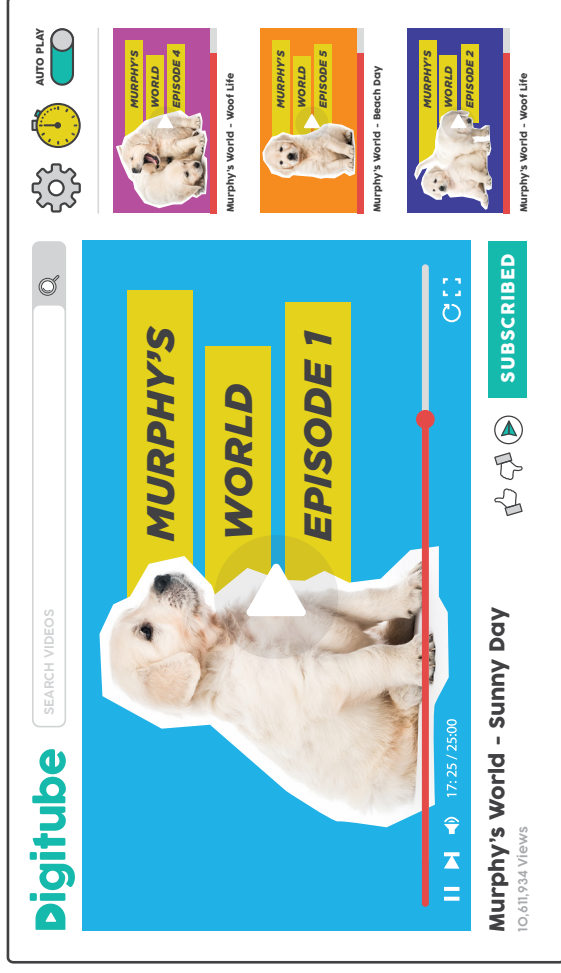 Digitube
SEARCH VIDEOS
AUTO PLAY
MURPHY'S
WORLD
EPISODE 1
17:25 / 25:00
Murphy's World - Sunny Day
10,611,934 Views
SUBSCRIBED
MURPHY'S
WORLD
EPISODE 4
Murphy's World - Woof Life
MURPHY'S
WORLD
EPISODE 5
Murphy's World - Beach Day
MURPHY'S
WORLD
EPISODE 2
Murphy's World - Woof Life